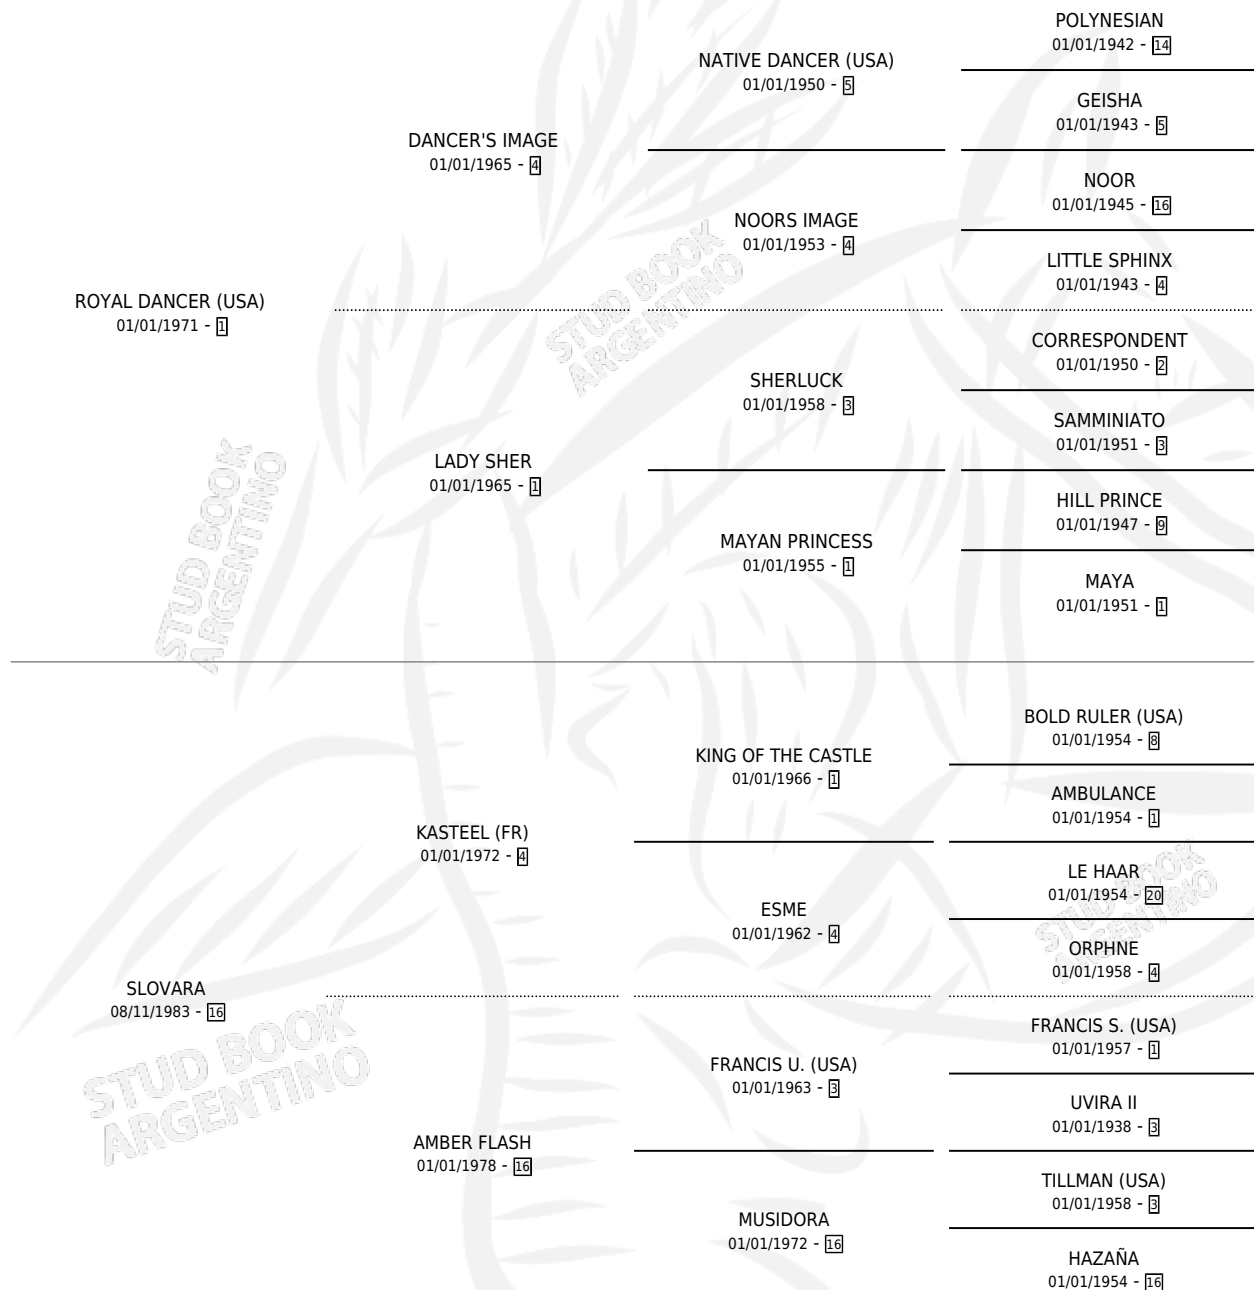 POLYNESIAN
01/01/1942 - 14
NATIVE DANCER (USA)
01/01/1950 - 5
GEISHA
01/01/1943 - 5
DANCER'S IMAGE
01/01/1965 - 4
NOOR
01/01/1945 - 16
NOORS IMAGE
01/01/1953 - 4
LITTLE SPHINX
01/01/1943 - 4
ROYAL DANCER (USA)
01/01/1971 - 1
CORRESPONDENT
01/01/1950 - 2
SHERLUCK
01/01/1958 - 3
SAMMINIATO
01/01/1951 - 3
LADY SHER
01/01/1965 - 1
HILL PRINCE
01/01/1947 - 9
MAYAN PRINCESS
01/01/1955 - 1
MAYA
01/01/1951 - 1
BOLD RULER (USA)
01/01/1954 - 8
KING OF THE CASTLE
01/01/1966 - 1
AMBULANCE
01/01/1954 - 1
KASTEEL (FR)
01/01/1972 - 4
LE HAAR
01/01/1954 - 20
ESME
01/01/1962 - 4
ORPHNE
01/01/1958 - 4
SLOVARA
08/11/1983 - 16
FRANCIS S. (USA)
01/01/1957 - 1
FRANCIS U. (USA)
01/01/1963 - 3
UVIRA II
01/01/1938 - 3
AMBER FLASH
01/01/1978 - 16
TILLMAN (USA)
01/01/1958 - 3
MUSIDORA
01/01/1972 - 16
HAZAÑA
01/01/1954 - 16
STUD BOOK
ARGENTINO
STUD BOOK
ARGENTINO
STUD BOOK
ARGENTINO
STUD BOOK
ARGENTINO